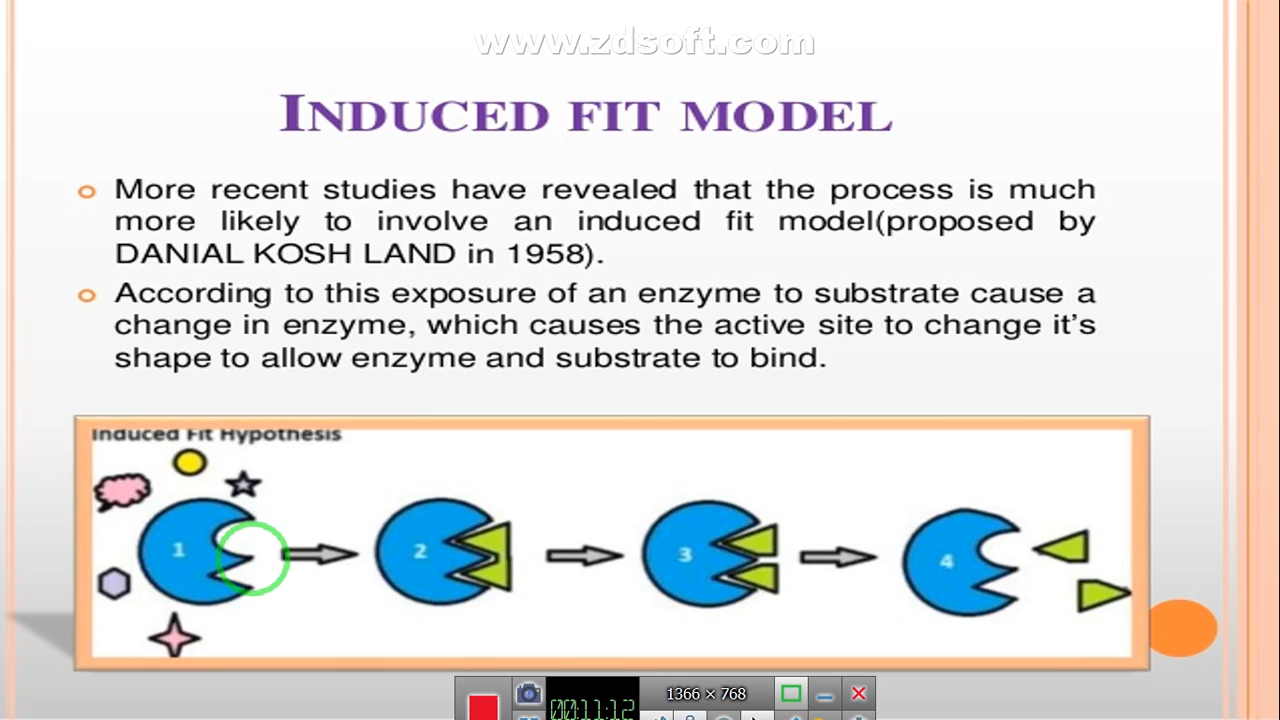 www.zdsoft.com
INDUCED FIT MODEL
More recent studies have revealed that the process is much
more likely to involve an induced fit model(proposed by
DANIAL KOSH LAND in 1958).
According to this exposure of an enzyme to substrate cause a
change in enzyme, which causes the active site to change it's
shape to allow enzyme and substrate to bind.
Induced Fit Hypothesis
1 2 3 4
1366 × 768
00:11:12